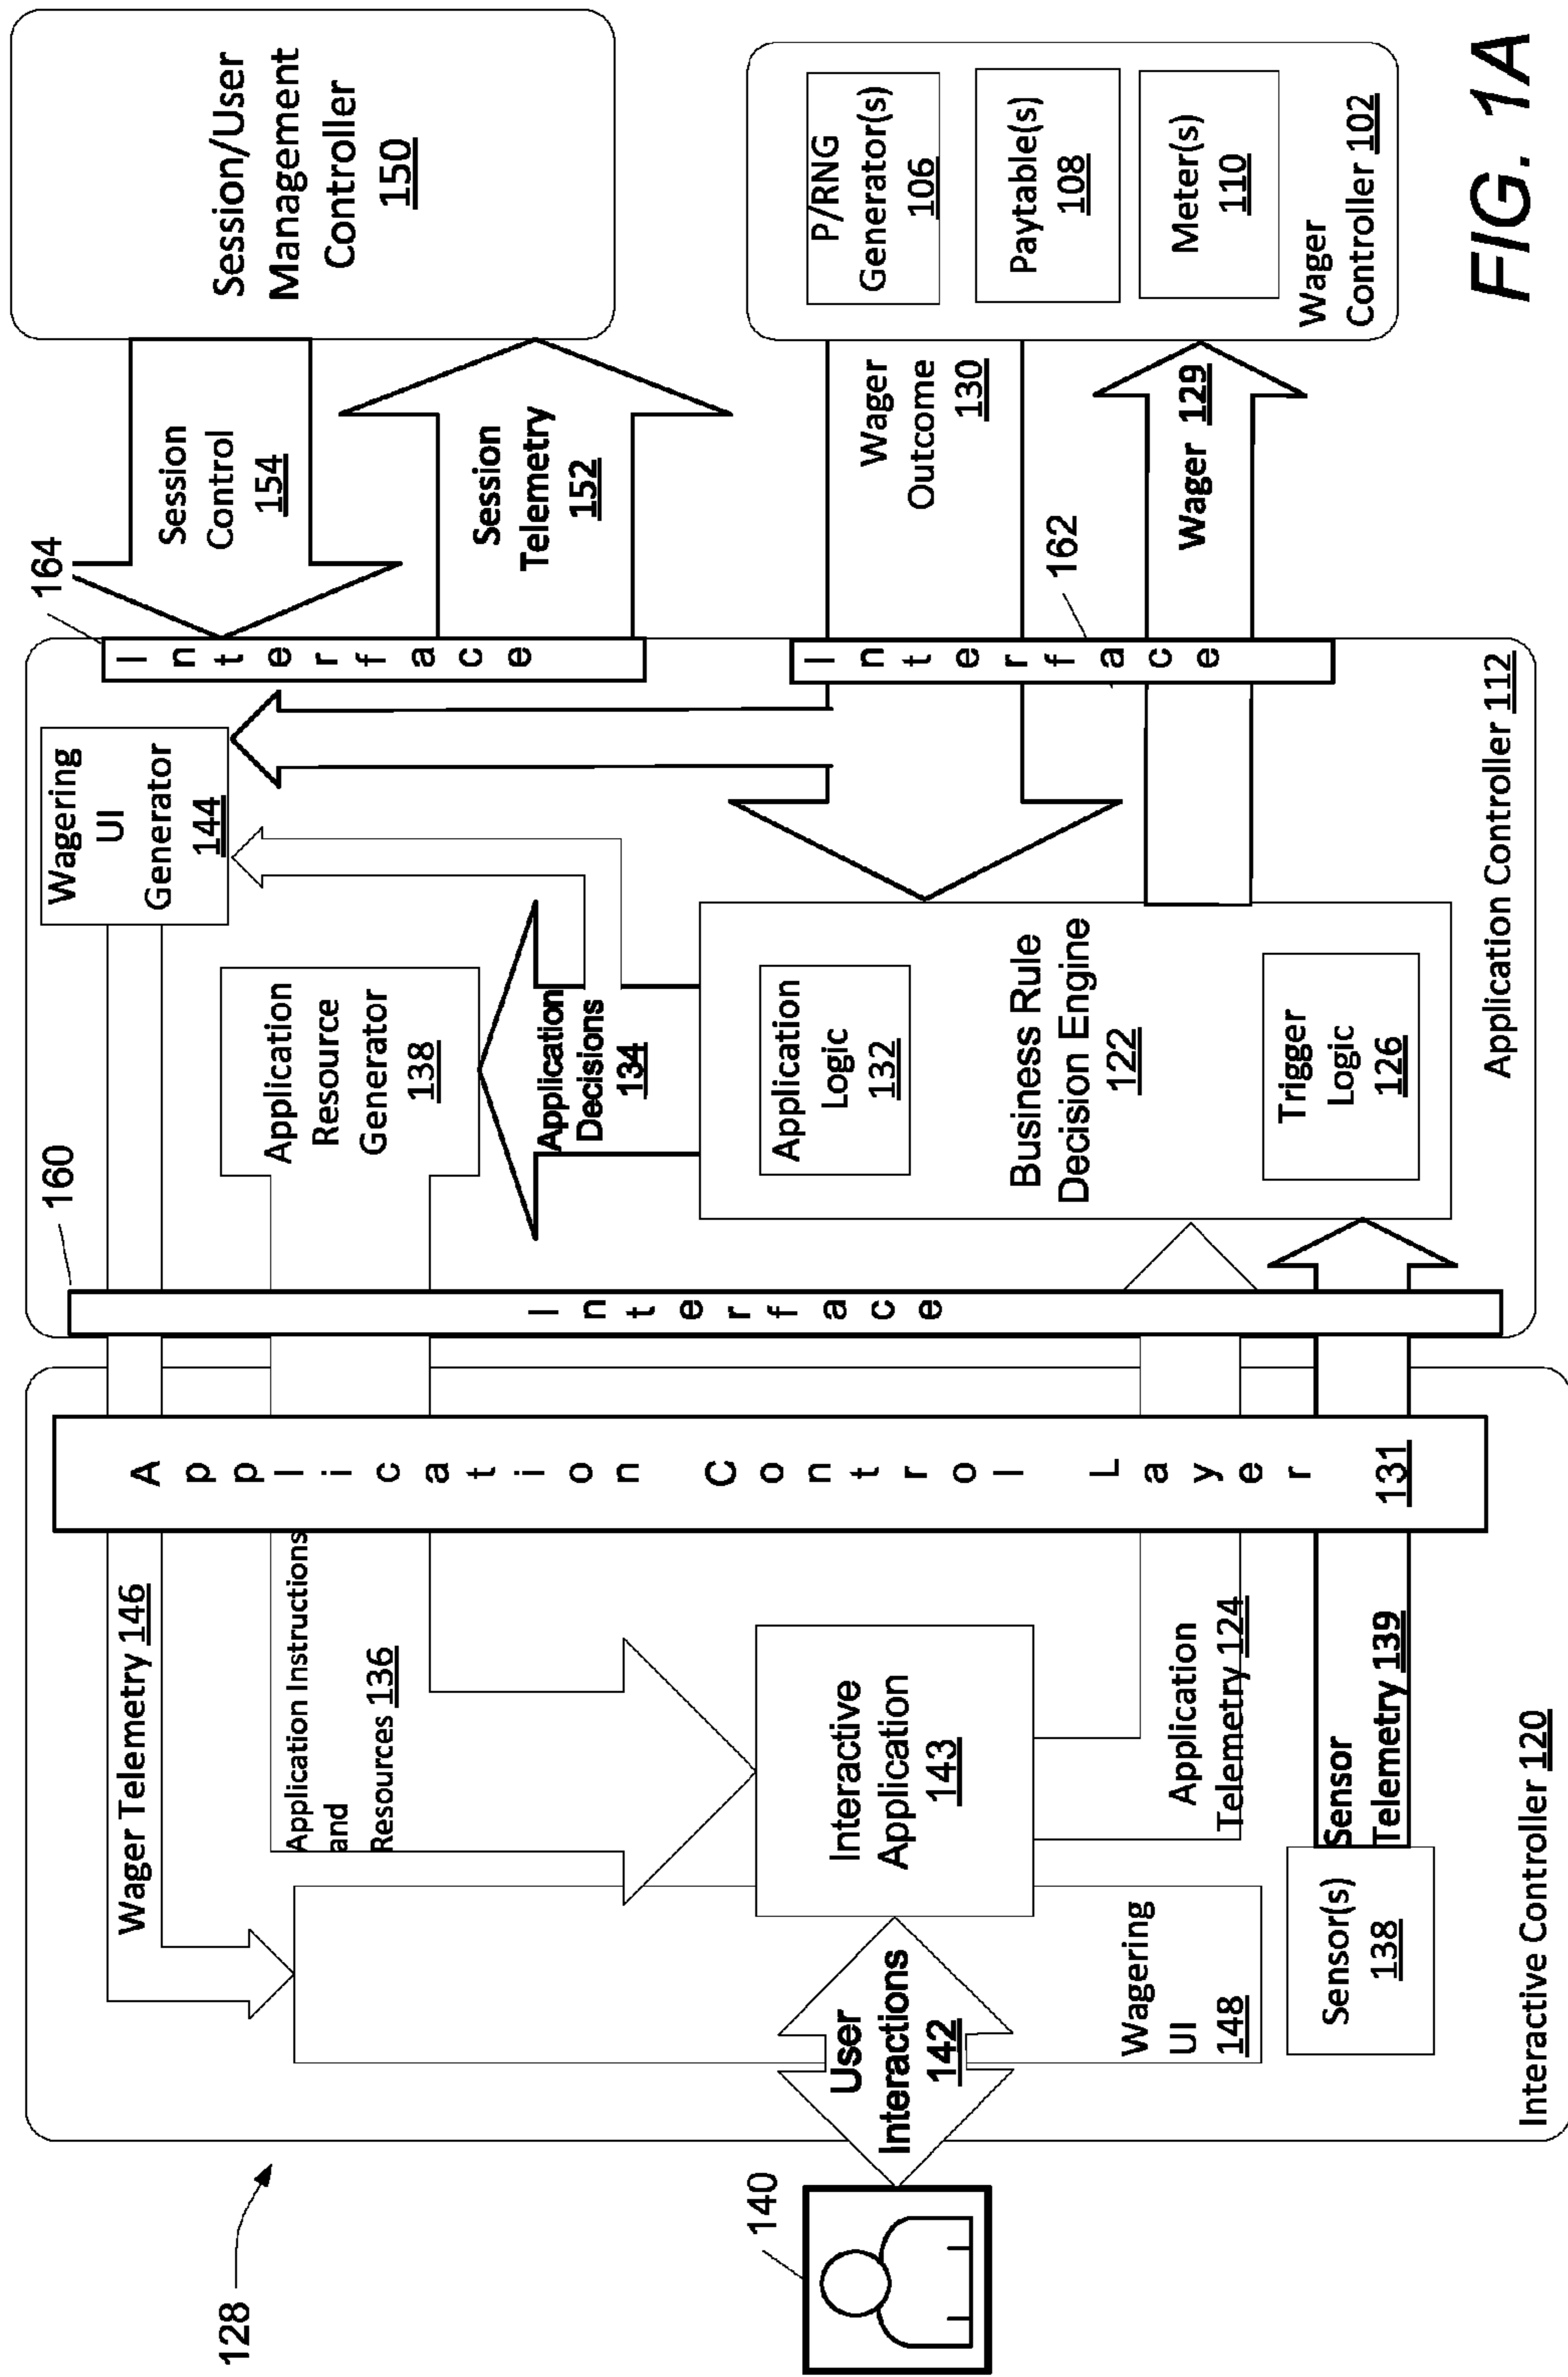 128
140
User
Interactions
142
Wager Telemetry 146
Application Instructions
and
Resources 136
Interactive
Application
143
Wagering
UI
148
Application
Telemetry 124
Sensor(s)
138
Sensor
Telemetry 139
Interactive Controller 120
Application Control Layer
131
160
Interface
Wagering
UI
Generator
144
Application
Resource
Generator
138
Application
Decisions
134
Application
Logic
132
Business Rule
Decision Engine
122
Trigger
Logic
126
Application Controller 112
164
Interface
Interface
162
Session
Control
154
Session
Telemetry
152
Wager
Outcome
130
Wager 129
Session/User
Management
Controller
150
P/RNG
Generator(s)
106
Paytable(s)
108
Meter(s)
110
Wager
Controller 102
FIG. 1A